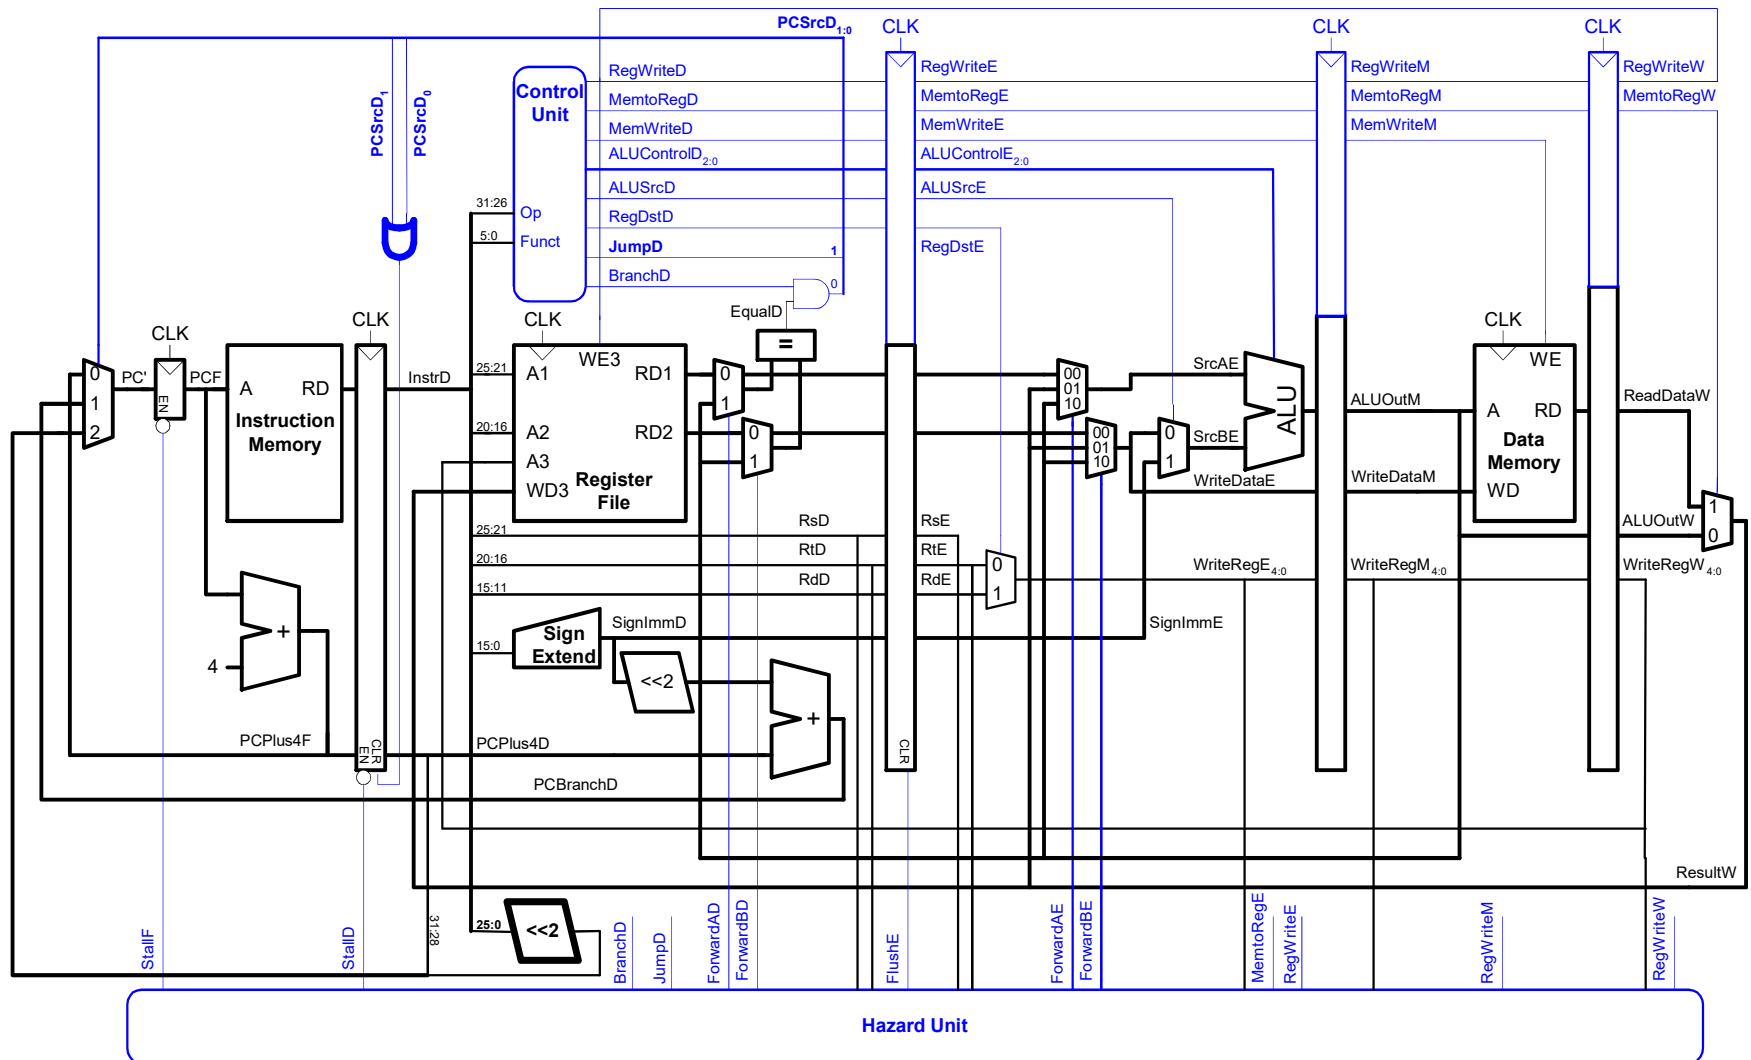 PCSrcD1:0
CLK
CLK
CLK
PCSrcD1
PCSrcD0
Control
Unit
Op
Funct
31:26
5:0
RegWriteD
MemtoRegD
MemWriteD
ALUControlD2:0
ALUSrcD
RegDstD
JumpD
BranchD
1
0
RegWriteE
MemtoRegE
MemWriteE
ALUControlE2:0
ALUSrcE
RegDstE
RegWriteM
MemtoRegM
MemWriteM
RegWriteW
MemtoRegW
0
1
2
PC'
CLK
EN
PCF
A
RD
Instruction
Memory
CLK
CLR
EN
InstrD
25:21
20:16
CLK
WE3
A1
RD1
A2
RD2
A3
WD3
Register
File
EqualD
=
0
1
0
1
00
01
10
00
01
10
0
1
SrcAE
SrcBE
ALU
WriteDataE
ALUOutM
WriteDataM
CLK
WE
A
RD
Data
Memory
WD
ReadDataW
ALUOutW
1
0
25:21
20:16
15:11
RsD
RtD
RdD
RsE
RtE
RdE
0
1
WriteRegE4:0
WriteRegM4:0
WriteRegW4:0
15:0
Sign
Extend
SignImmD
SignImmE
<<2
+
4
+
CLR
PCPlus4F
PCPlus4D
PCBranchD
ResultW
25:0
<<2
31:28
StallF
StallD
BranchD
JumpD
ForwardAD
ForwardBD
FlushE
ForwardAE
ForwardBE
MemtoRegE
RegWriteE
RegWriteM
RegWriteW
Hazard Unit